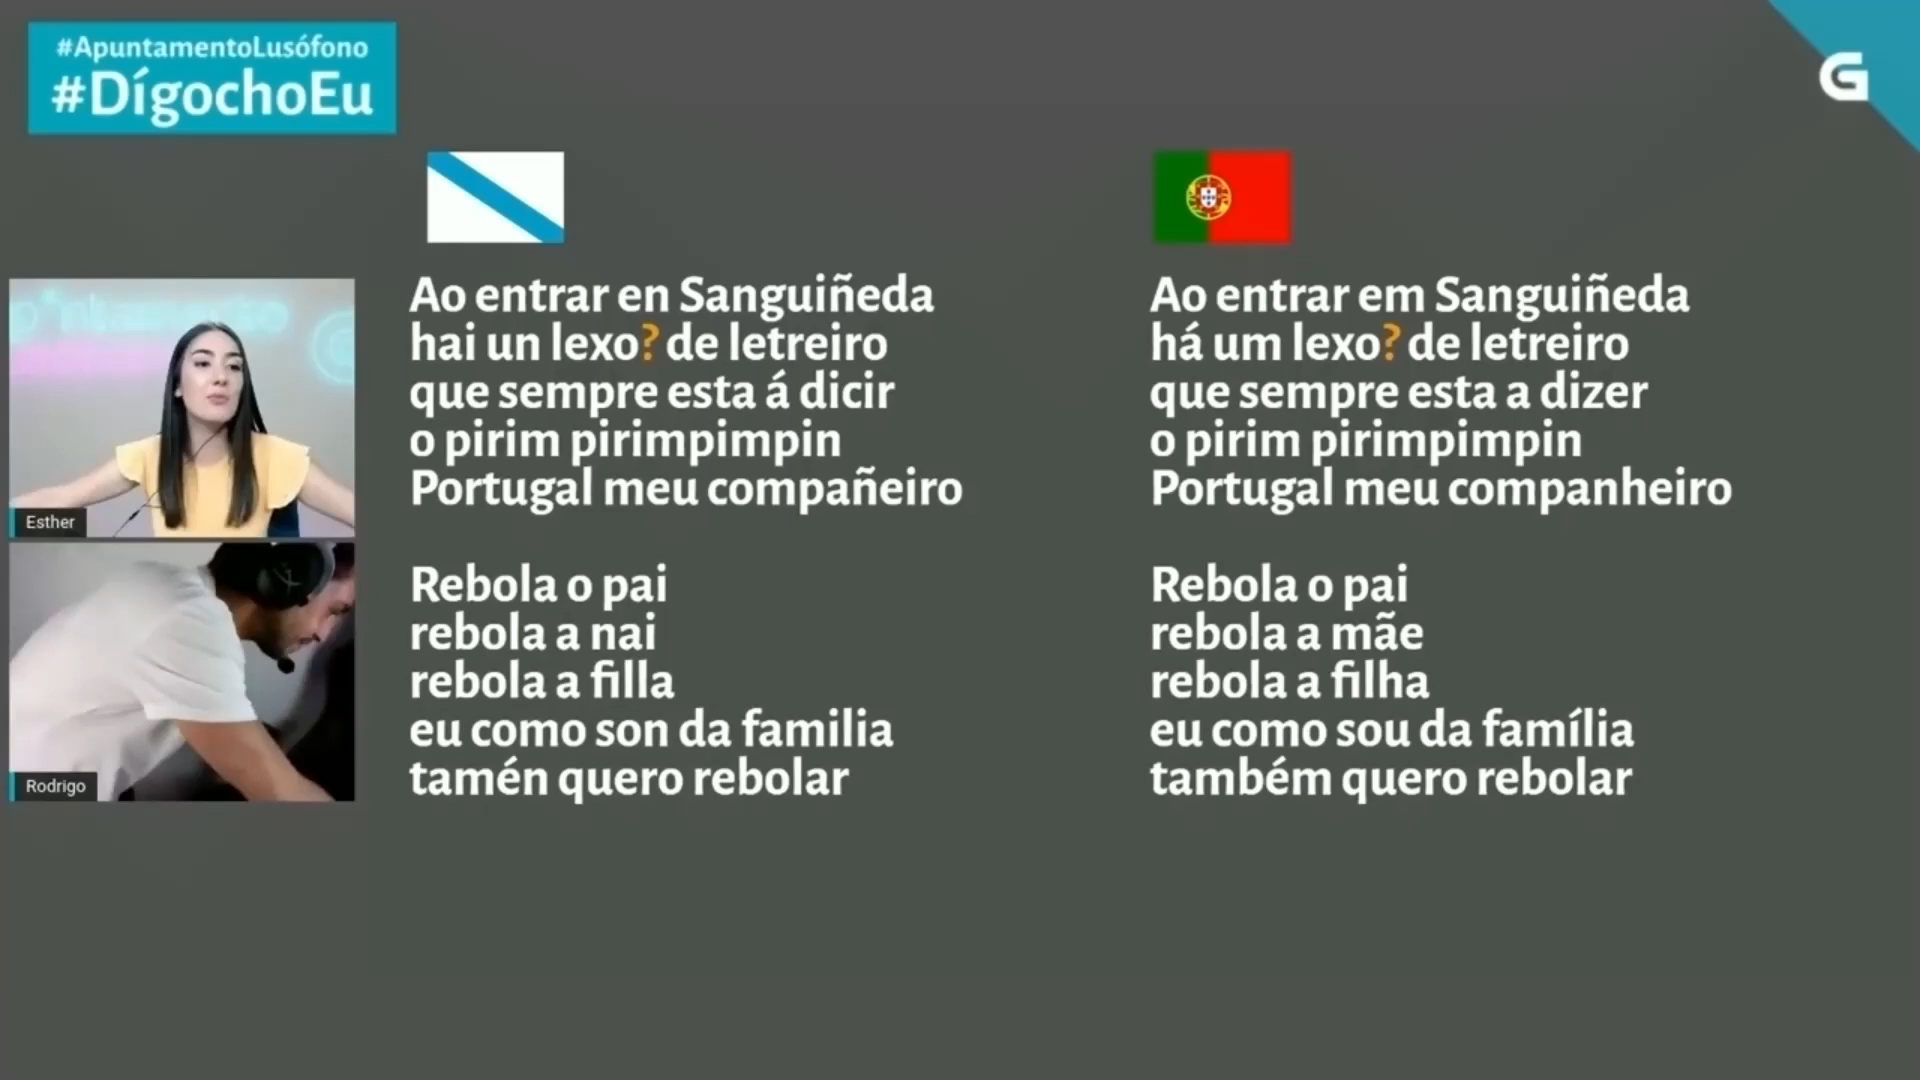 #ApuntamentoLusófono
#DígochoEu
G
Ao entrar en Sanguiñeda
hai un lexo? de letreiro
que sempre esta á dicir
o pirim pirimpimpin
Portugal meu compañeiro
Rebola o pai
rebola a nai
rebola a filla
eu como son da familia
tamén quero rebolar
Ao entrar em Sanguiñeda
há um lexo? de letreiro
que sempre esta a dizer
o pirim pirimpimpin
Portugal meu companheiro
Rebola o pai
rebola a mãe
rebola a filha
eu como sou da família
também quero rebolar
Esther
Rodrigo